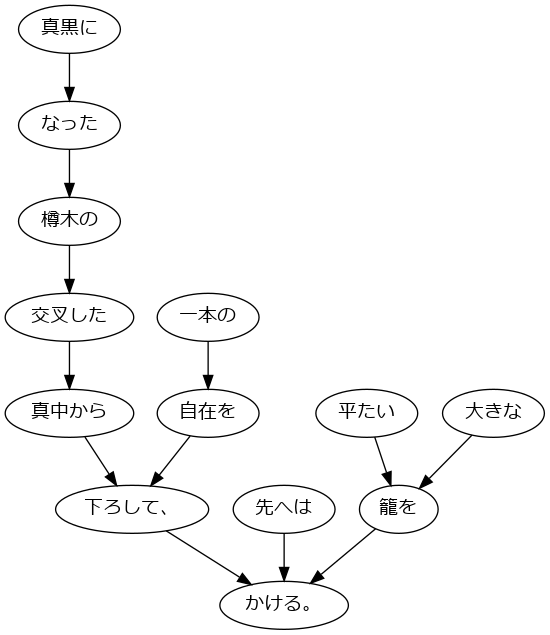 真黒に
なった
樽木の
交叉した 一本の
真中から 自在を 平たい 大きな
下ろして、 先へは 籠を
かける。